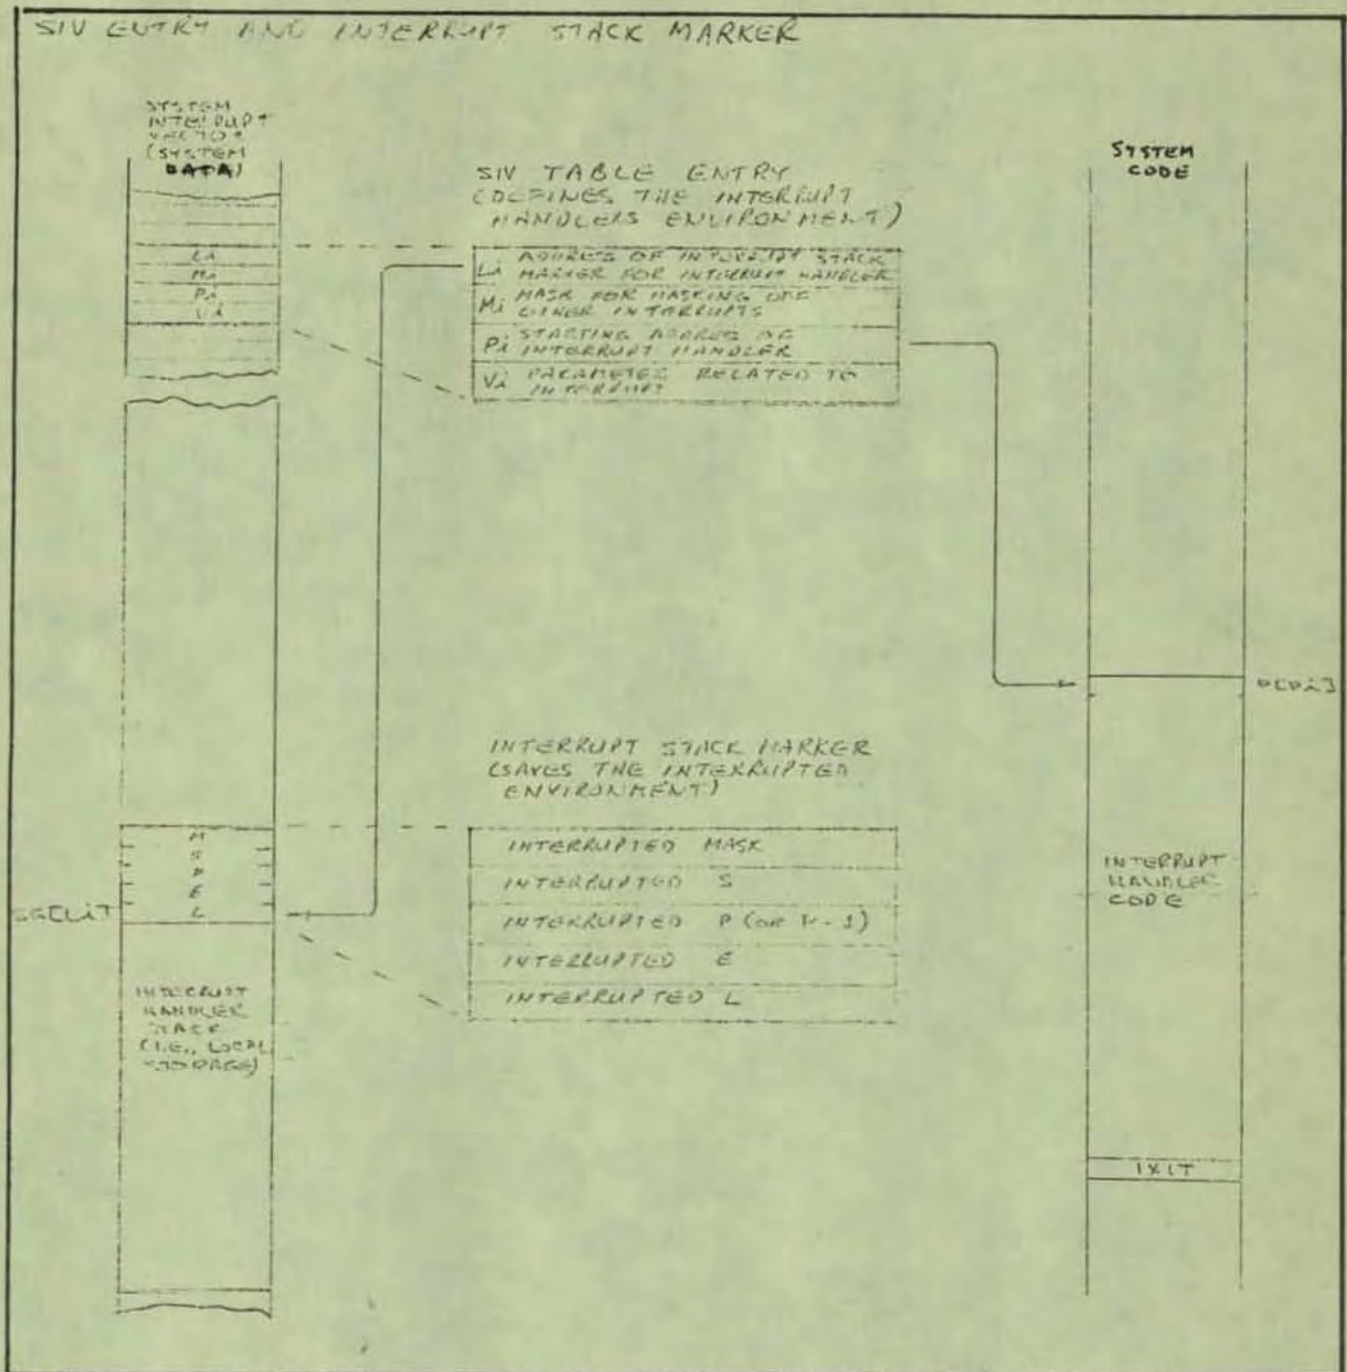 SIV ENTRY AND INTERRUPT STACK MARKER
SYSTEM
INTERRUPT
VECTOR
(SYSTEM
DATA)
Li
Mi
Pi
Vi
SIV TABLE ENTRY
(DEFINES THE INTERRUPT
HANDLERS ENVIRONMENT)
Li ADDRESS OF INTERRUPT STACK
MARKER FOR INTERRUPT HANDLER
Mi MASK FOR MASKING OFF
OTHER INTERRUPTS
Pi STARTING ADDRESS OF
INTERRUPT HANDLER
Vi PARAMETER RELATED TO
INTERRUPT
SYSTEM
CODE
INTERRUPT STACK MARKER
(SAVES THE INTERRUPTED
ENVIRONMENT)
M
S
P
E
L
INTERRUPTED MASK
INTERRUPTED S
INTERRUPTED P (OR P-1)
INTERRUPTED E
INTERRUPTED L
INTERRUPT
HANDLER
STACK
(I.E., LOCAL
STORAGE)
INTERRUPT
HANDLER
CODE
IXIT